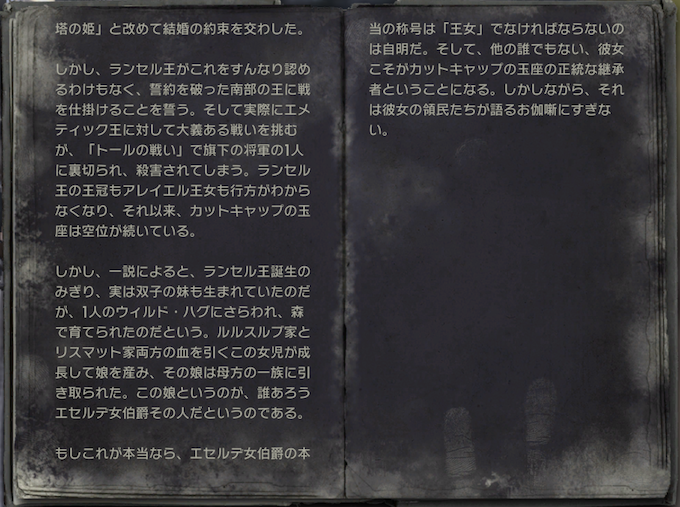 塔の姫」と改めて結婚の約束を交わした。
しかし、ランセル王がこれをすんなり認め
るわけもなく、誓約を破った南部の王に戦
を仕掛けることを誓う。そして実際にエメ
ティック王に対して大義ある戦いを挑む
が、「トールの戦い」で旗下の将軍の1人
に裏切られ、殺害されてしまう。ランセル
王の王冠もアレイエル王女も行方がわから
なくなり、それ以来、カットキャップの玉
座は空位が続いている。
しかし、一説によると、ランセル王誕生の
みぎり、実は双子の妹も生まれていたのだ
が、1人のウィルド・ハグにさらわれ、森
で育てられたのだという。ルルスルプ家と
リスマット家両方の血を引くこの女児が成
長して娘を産み、その娘は母方の一族に引
き取られた。この娘というのが、誰あろう
エセルデ女伯爵その人だというのである。
もしこれが本当なら、エセルデ女伯爵の本
当の称号は「王女」でなければならないの
は自明だ。そして、他の誰でもない、彼女
こそがカットキャップの玉座の正統な継承
者ということになる。しかしながら、それ
は彼女の領民たちが語るお伽噺にすぎな
い。